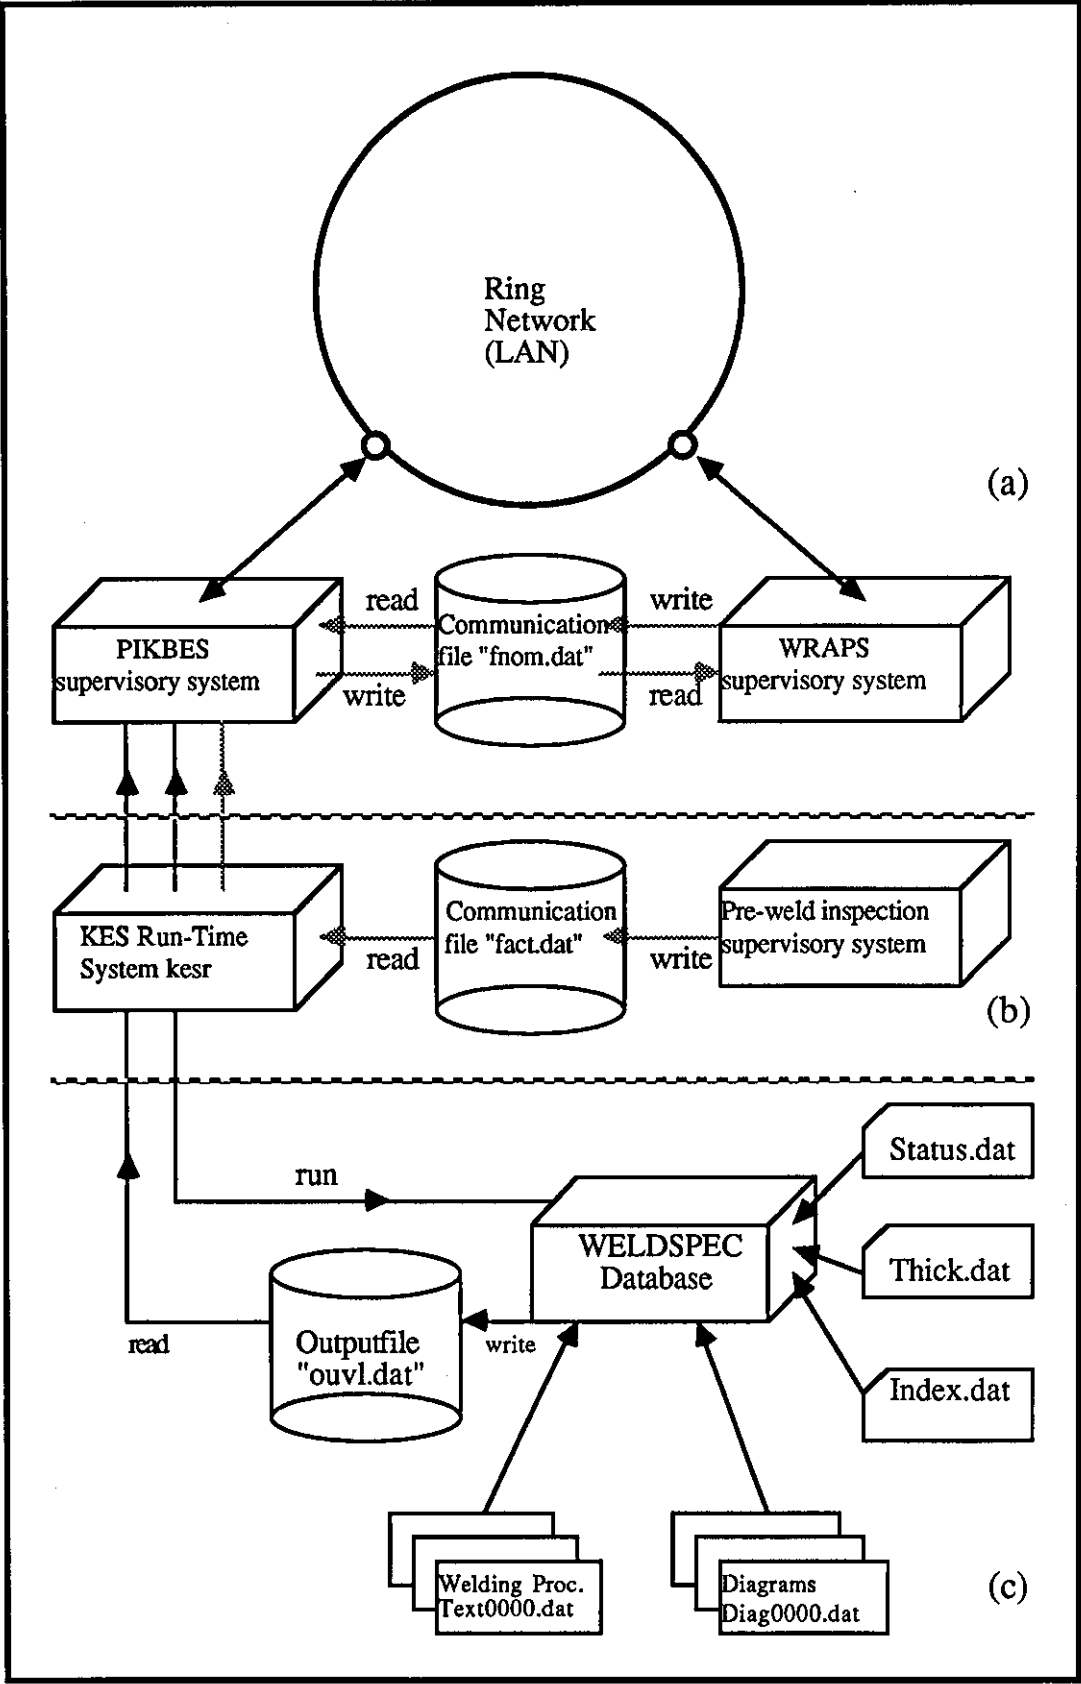 Ring
Network
(LAN)
(a)
read
write
Communication
file "fnom.dat"
PIKBES
supervisory system
WRAPS
supervisory system
write
read
Communication
file "fact.dat"
KES Run-Time
System kesr
Pre-weld inspection
supervisory system
read
write
(b)
Status.dat
run
WELDSPEC
Database
Thick.dat
read
Outputfile
"ouvl.dat"
write
Index.dat
Welding Proc.
Text0000.dat
Diagrams
Diag0000.dat
(c)